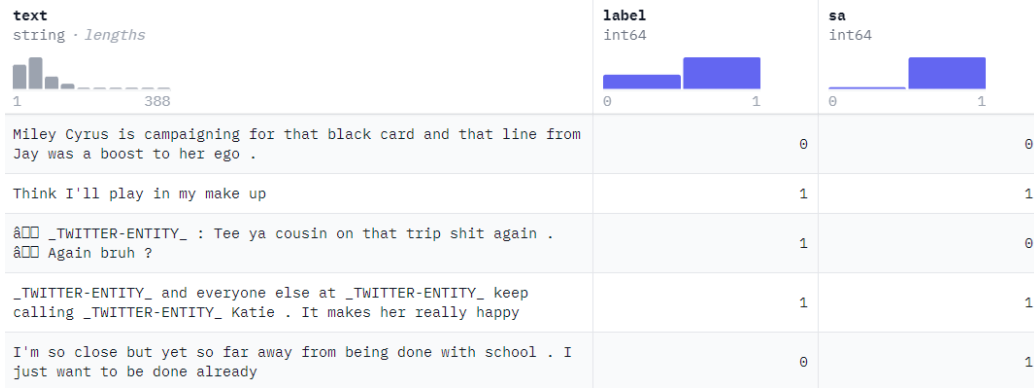 text
string · lengths
1 388
label
int64
0 1
sa
int64
0 1
Miley Cyrus is campaigning for that black card and that line from
Jay was a boost to her ego .
0
0
Think I'll play in my make up
1
1
â□□ _TWITTER-ENTITY_ : Tee ya cousin on that trip shit again .
â□□ Again bruh ?
1
0
_TWITTER-ENTITY_ and everyone else at _TWITTER-ENTITY_ keep
calling _TWITTER-ENTITY_ Katie . It makes her really happy
1
1
I'm so close but yet so far away from being done with school . I
just want to be done already
0
1